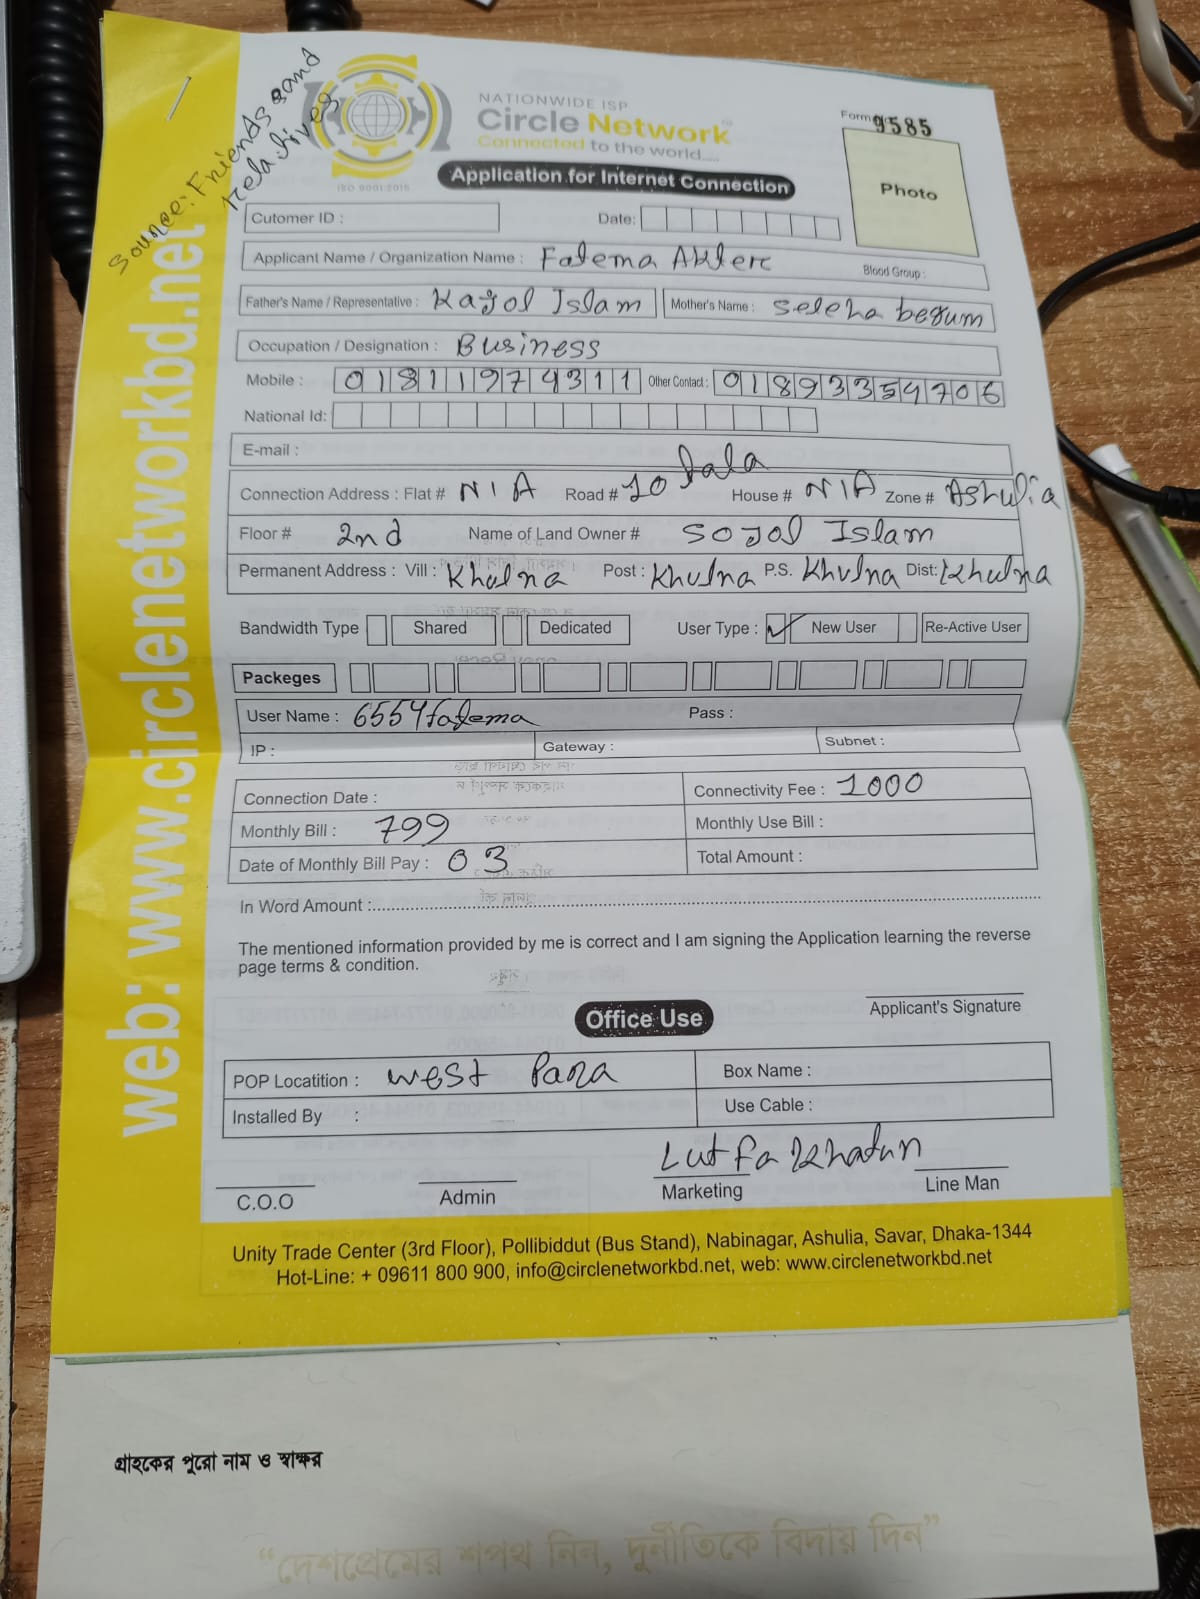 Source: Friends and
relatives
NATIONWIDE ISP
Circle Network
Connected to the world....
ISO 9001:2015
Form 9585
Application for Internet Connection
Photo
Cutomer ID :
Date:
Applicant Name / Organization Name : Fatema Akter
Blood Group :
Father's Name / Representative : Kajol Islam
Mother's Name : Seleha begum
Occupation / Designation : Business
Mobile : 01811974311 Other Contact : 01893354706
National Id:
E-mail :
Connection Address : Flat # N/A Road # 10 tala House # N/A Zone # Ashulia
Floor # 2nd Name of Land Owner # Sojol Islam
Permanent Address : Vill : Khulna Post : Khulna P.S. Khulna Dist: Khulna
Bandwidth Type Shared Dedicated User Type : ✓ New User Re-Active User
Packeges
User Name : 6554fatema Pass :
IP : Gateway : Subnet :
Connection Date : Connectivity Fee : 1000
Monthly Bill : 799 Monthly Use Bill :
Date of Monthly Bill Pay : 03 Total Amount :
In Word Amount :
The mentioned information provided by me is correct and I am signing the Application learning the reverse
page terms & condition.
Applicant's Signature
Office Use
POP Locatition : West Para Box Name :
Installed By : Use Cable :
Lutfa Khatun
C.O.O Admin Marketing Line Man
Unity Trade Center (3rd Floor), Pollibiddut (Bus Stand), Nabinagar, Ashulia, Savar, Dhaka-1344
Hot-Line: + 09611 800 900, info@circlenetworkbd.net, web: www.circlenetworkbd.net
web: www.circlenetworkbd.net
গ্রাহকের পুরো নাম ও স্বাক্ষর
“দেশপ্রেমের শপথ নিন, দুর্নীতিকে বিদায় দিন”